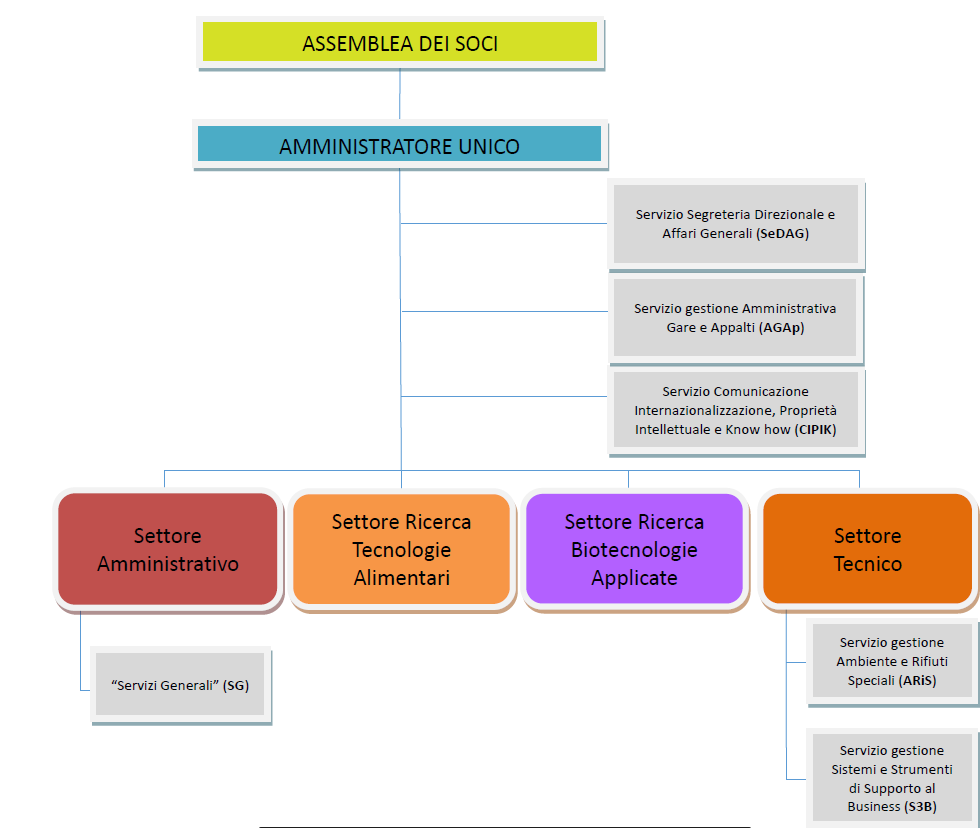 ASSEMBLEA DEI SOCI
AMMINISTRATORE UNICO
Servizio Segreteria Direzionale e
Affari Generali (SeDAG)
Servizio gestione Amministrativa
Gare e Appalti (AGAp)
Servizio Comunicazione
Internazionalizzazione, Proprietà
Intellettuale e Know how (CIPIK)
Settore
Amministrativo
Settore Ricerca
Tecnologie
Alimentari
Settore Ricerca
Biotecnologie
Applicate
Settore
Tecnico
“Servizi Generali” (SG)
Servizio gestione
Ambiente e Rifiuti
Speciali (ARiS)
Servizio gestione
Sistemi e Strumenti
di Supporto al
Business (S3B)